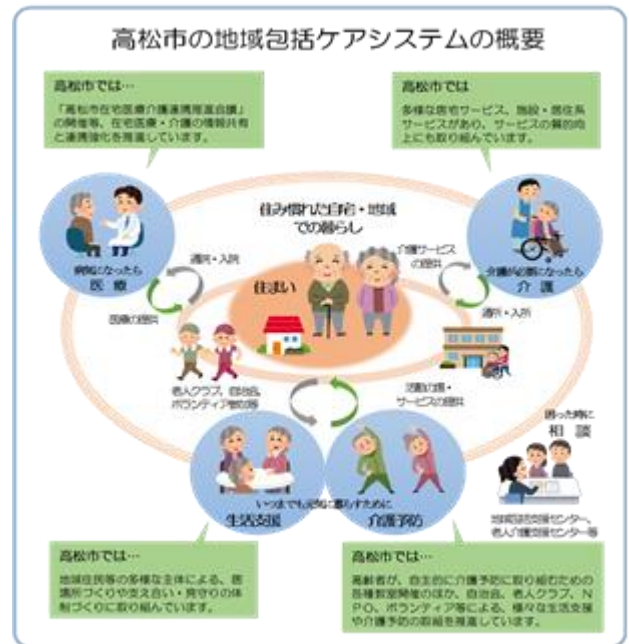 高松市の地域包括ケアシステムの概要
高松市では…
「高松市在宅医療介護連携推進会議」
の開催等、在宅医療・介護の情報共有
と連携強化を推進しています。
高松市では
多様な居宅サービス、施設・居住系
サービスがあり、サービスの質的向
上にも取り組んでいます。
住み慣れた自宅・地域
での暮らし
病気になったら
医療
通院・入院
医療の提供
住まい
介護サービス
の提供
介護が必要になったら
介護
通所・入所
老人クラブ、自治会、
ボランティア参加等
活動の場・
サービスの提供
困った時に
相談
地域包括支援センター、
老人介護支援センター等
いつまでも元気に暮らすために
生活支援
介護予防
高松市では…
地域住民等の多様な主体による、居
場所づくりや支え合い・見守りの体
制づくりに取り組んでいます。
高松市では…
高齢者が、自主的に介護予防に取り組むための
各種教室開催のほか、自治会、老人クラブ、N
PO、ボランティア等による、様々な生活支援
や介護予防の取組を推進しています。